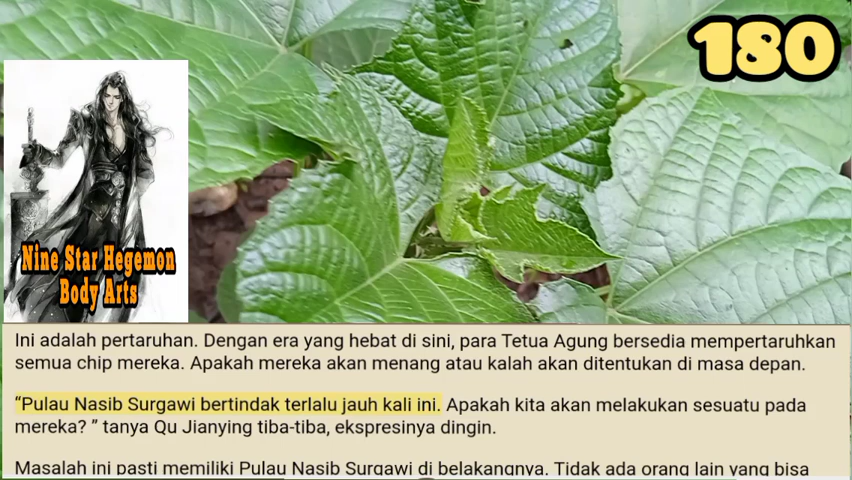 180
Nine Star Hegemon
Body Arts
Ini adalah pertaruhan. Dengan era yang hebat di sini, para Tetua Agung bersedia mempertaruhkan
semua chip mereka. Apakah mereka akan menang atau kalah akan ditentukan di masa depan.
“Pulau Nasib Surgawi bertindak terlalu jauh kali ini. Apakah kita akan melakukan sesuatu pada
mereka? ” tanya Qu Jianying tiba-tiba, ekspresinya dingin.
Masalah ini pasti memiliki Pulau Nasib Surgawi di belakangnya. Tidak ada orang lain yang bisa